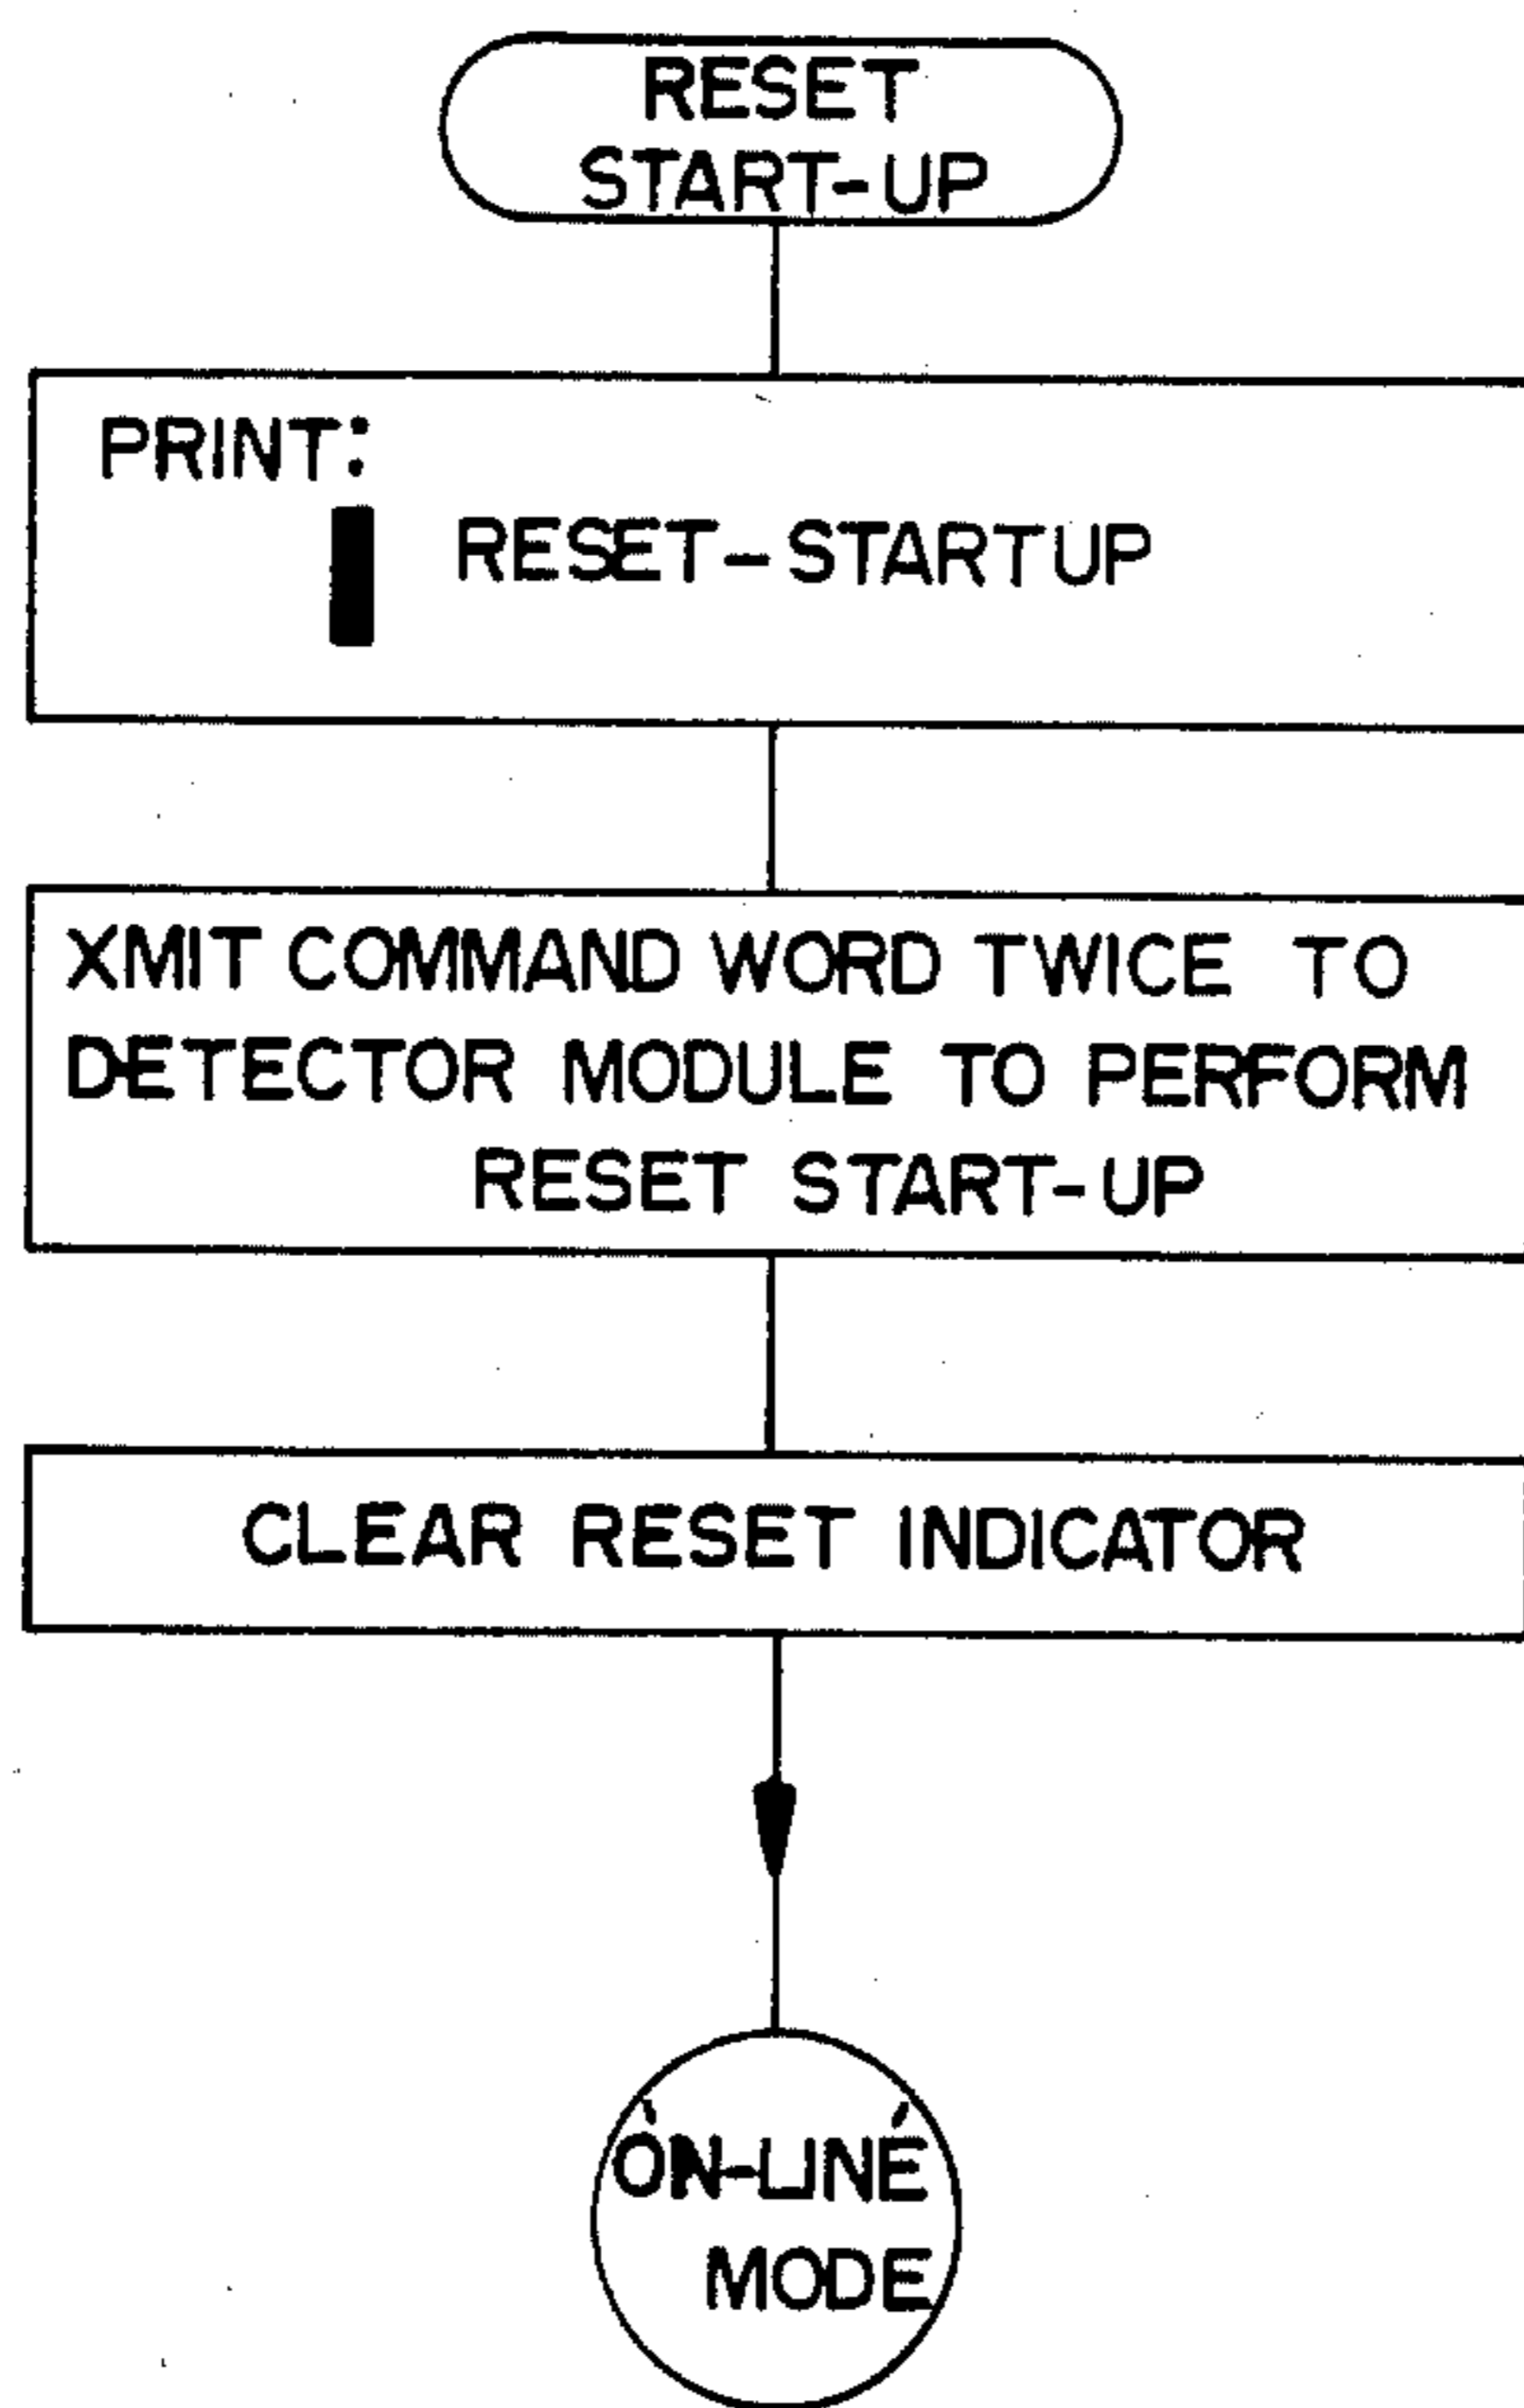 RESET
START-UP
PRINT:
RESET-STARTUP
XMIT COMMAND WORD TWICE TO
DETECTOR MODULE TO PERFORM
RESET START-UP
CLEAR RESET INDICATOR
ON-LINE
MODE